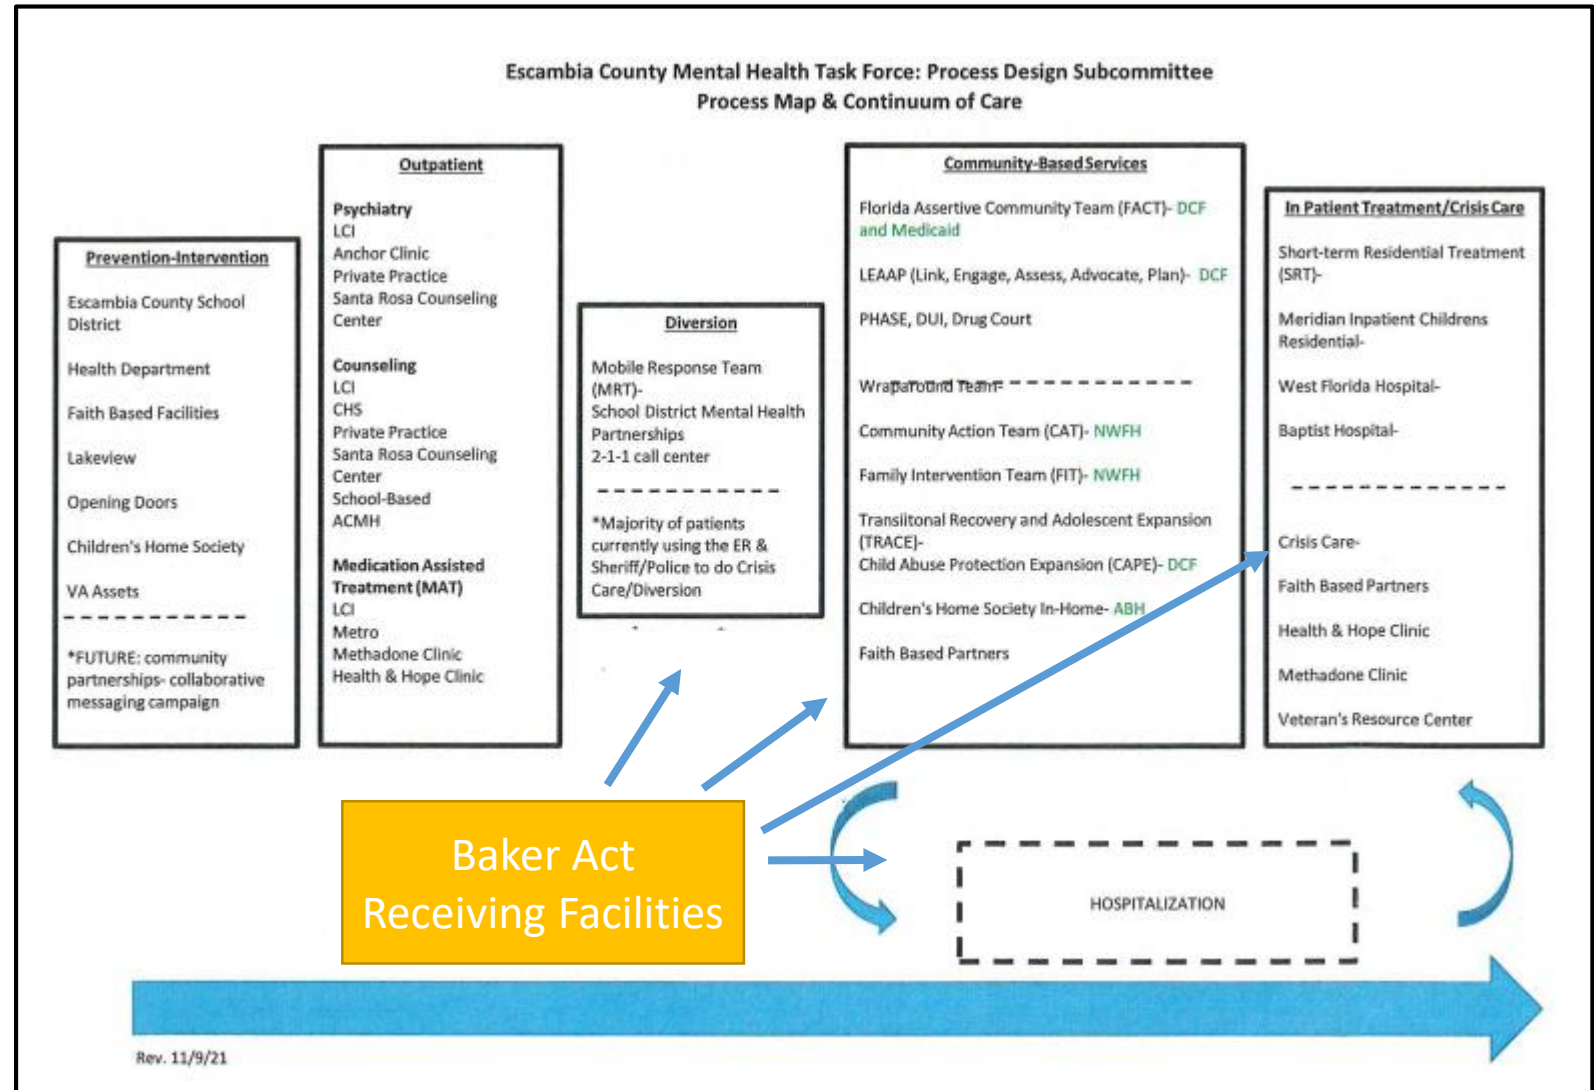 Escambia County Mental Health Task Force: Process Design Subcommittee
Process Map & Continuum of Care
Prevention-Intervention
Escambia County School
District
Health Department
Faith Based Facilities
Lakeview
Opening Doors
Children's Home Society
VA Assets
*FUTURE: community
partnerships- collaborative
messaging campaign
Outpatient
Psychiatry
LCI
Anchor Clinic
Private Practice
Santa Rosa Counseling
Center
Counseling
LCI
CHS
Private Practice
Santa Rosa Counseling
Center
School-Based
ACMH
Medication Assisted
Treatment (MAT)
LCI
Metro
Methadone Clinic
Health & Hope Clinic
Diversion
Mobile Response Team
(MRT)-
School District Mental Health
Partnerships
2-1-1 call center
*Majority of patients
currently using the ER &
Sheriff/Police to do Crisis
Care/Diversion
Community-Based Services
Florida Assertive Community Team (FACT)- DCF
and Medicaid
LEAAP (Link, Engage, Assess, Advocate, Plan)- DCF
PHASE, DUI, Drug Court
Wraparound Team-
Community Action Team (CAT)- NWFH
Family Intervention Team (FIT)- NWFH
Transiitonal Recovery and Adolescent Expansion
(TRACE)-
Child Abuse Protection Expansion (CAPE)- DCF
Children's Home Society In-Home- ABH
Faith Based Partners
In Patient Treatment/Crisis Care
Short-term Residential Treatment
(SRT)-
Meridian Inpatient Childrens
Residential-
West Florida Hospital-
Baptist Hospital-
Crisis Care-
Faith Based Partners
Health & Hope Clinic
Methadone Clinic
Veteran's Resource Center
Baker Act
Receiving Facilities
HOSPITALIZATION
Rev. 11/9/21